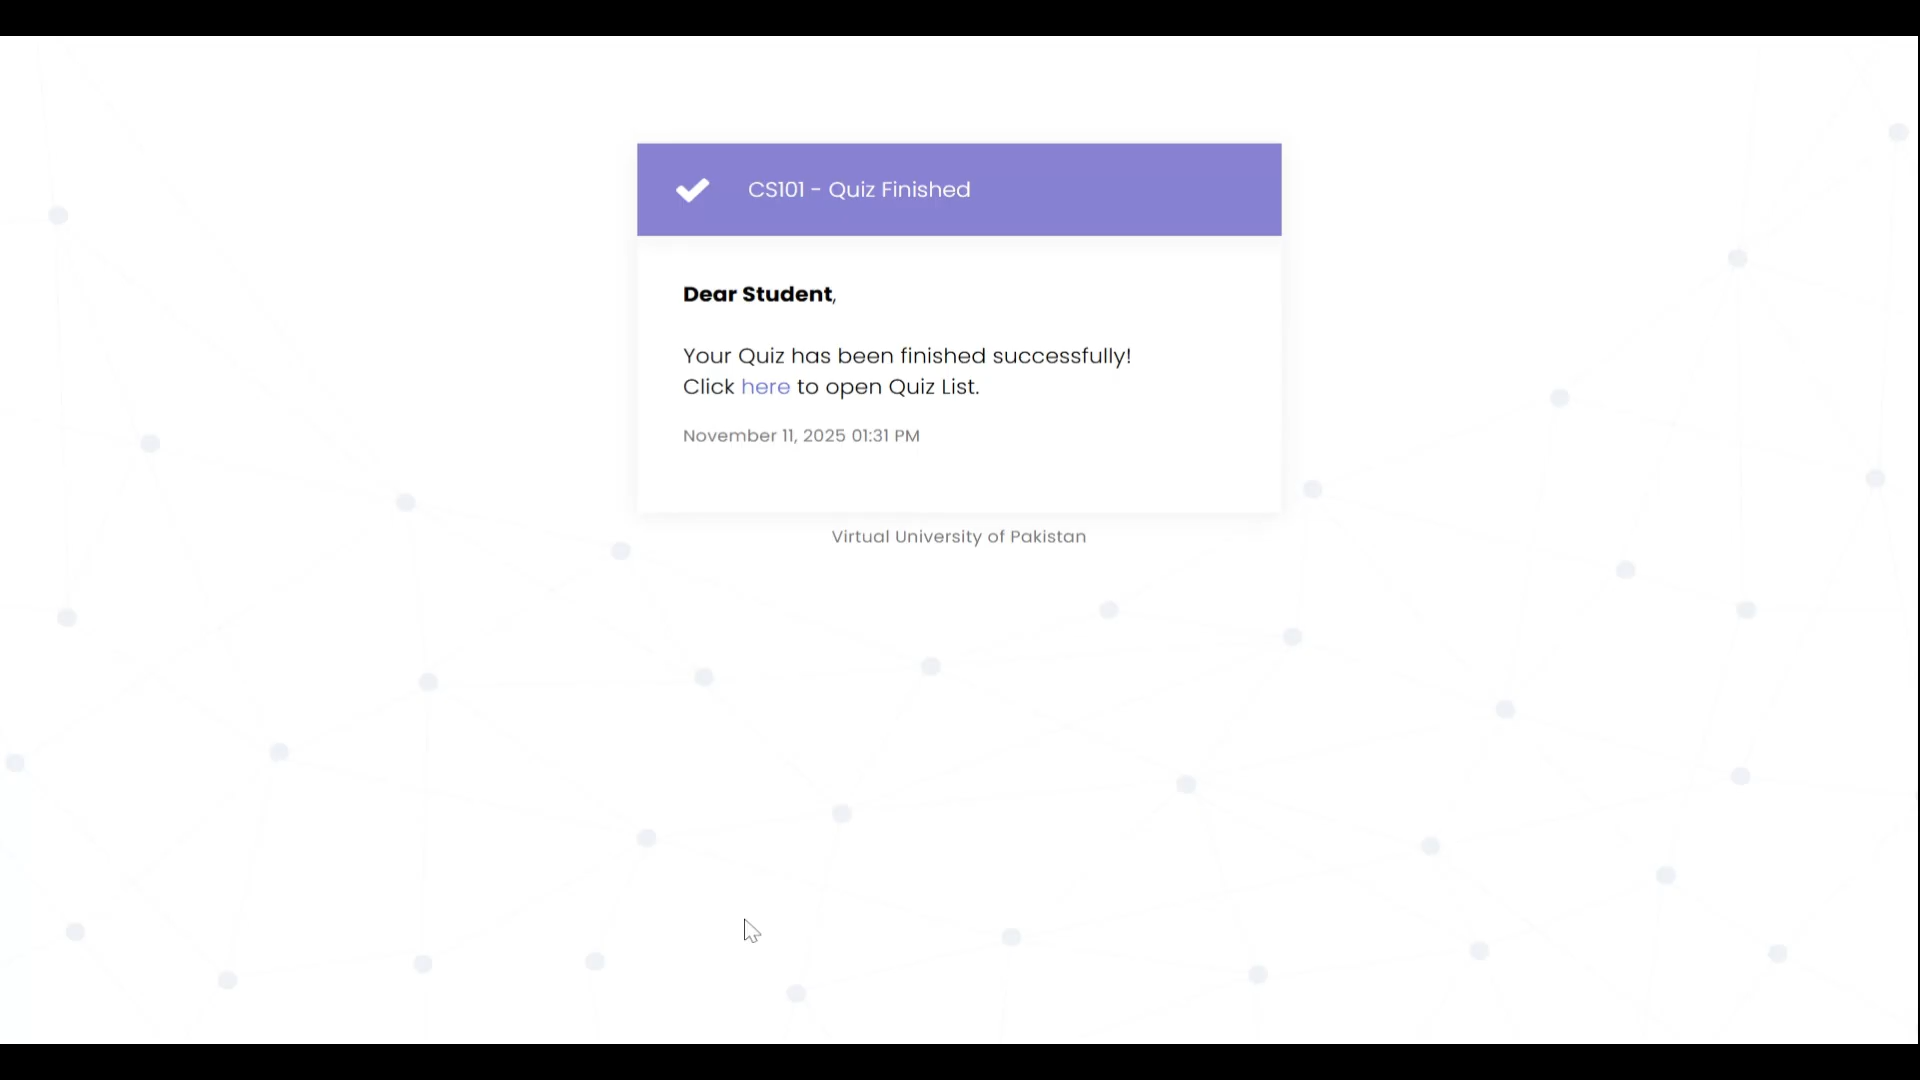 CS101 - Quiz Finished
Dear Student,
Your Quiz has been finished successfully!
Click here to open Quiz List.
November 11, 2025 01:31 PM
Virtual University of Pakistan